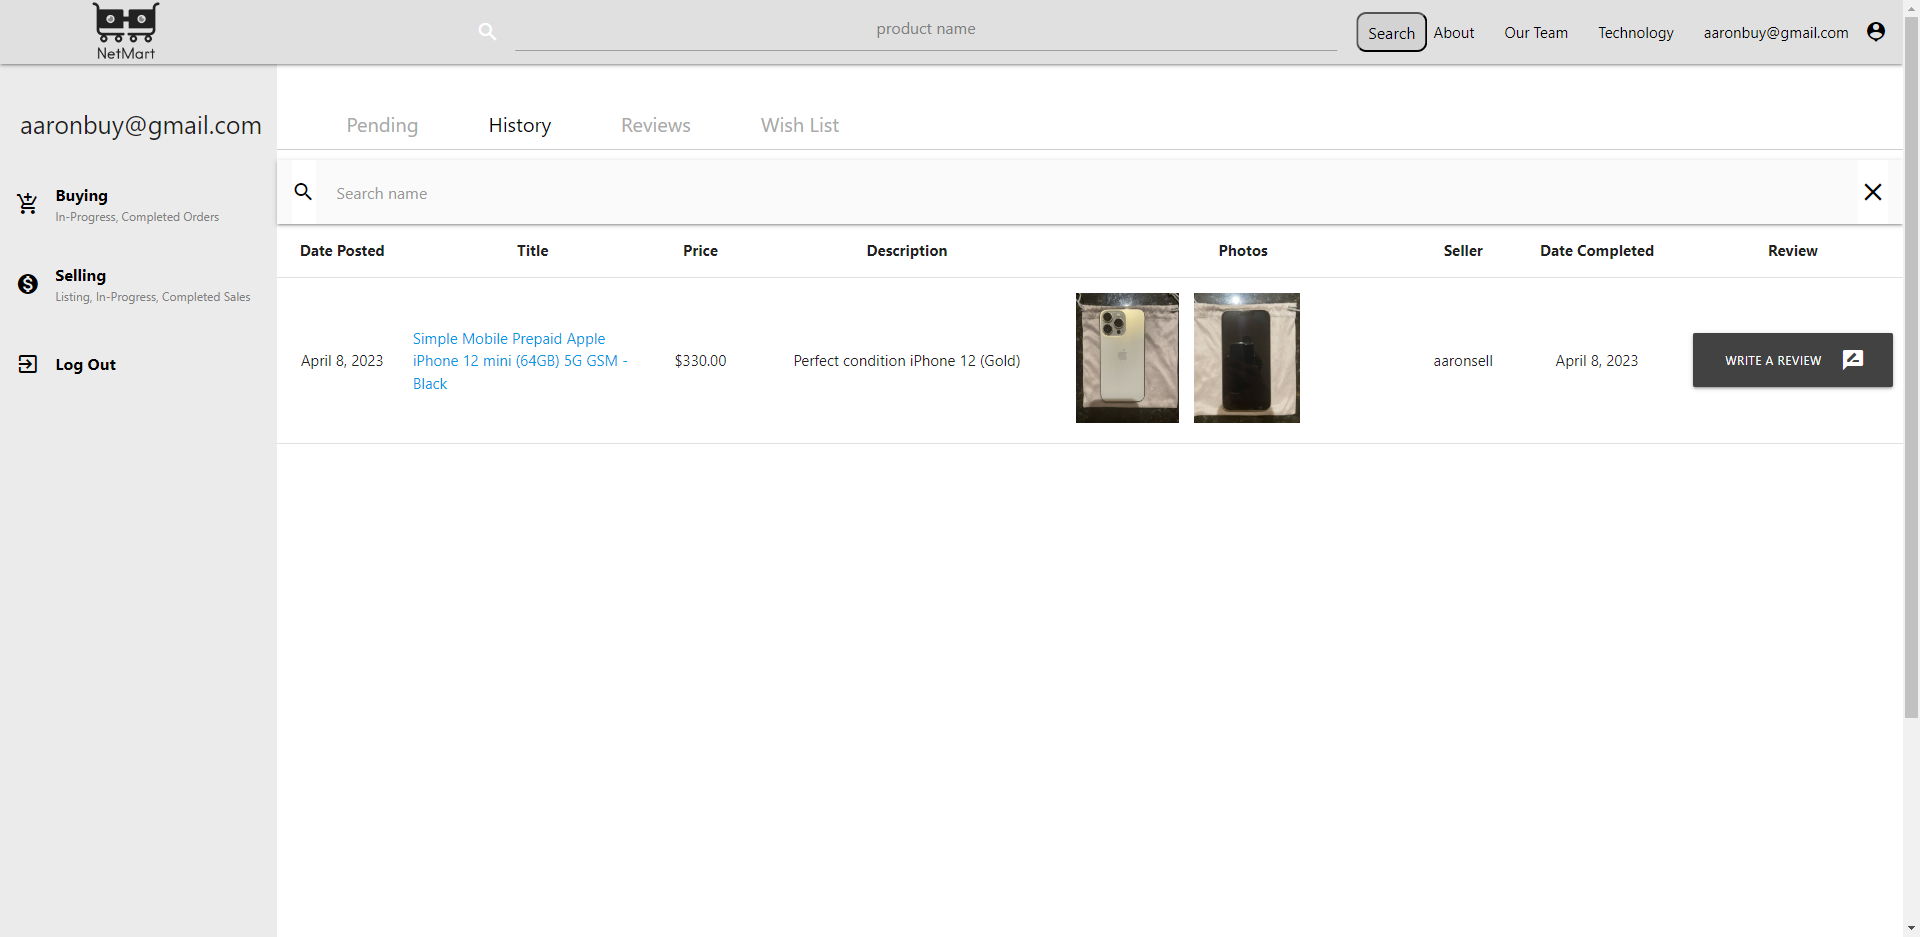 NetMart
product name
Search
About
Our Team
Technology
aaronbuy@gmail.com
aaronbuy@gmail.com
Buying
In-Progress, Completed Orders
Selling
Listing, In-Progress, Completed Sales
Log Out
Pending
History
Reviews
Wish List
Search name
Date Posted
Title
Price
Description
Photos
Seller
Date Completed
Review
April 8, 2023
Simple Mobile Prepaid Apple
iPhone 12 mini (64GB) 5G GSM -
Black
$330.00
Perfect condition iPhone 12 (Gold)
aaronsell
April 8, 2023
WRITE A REVIEW